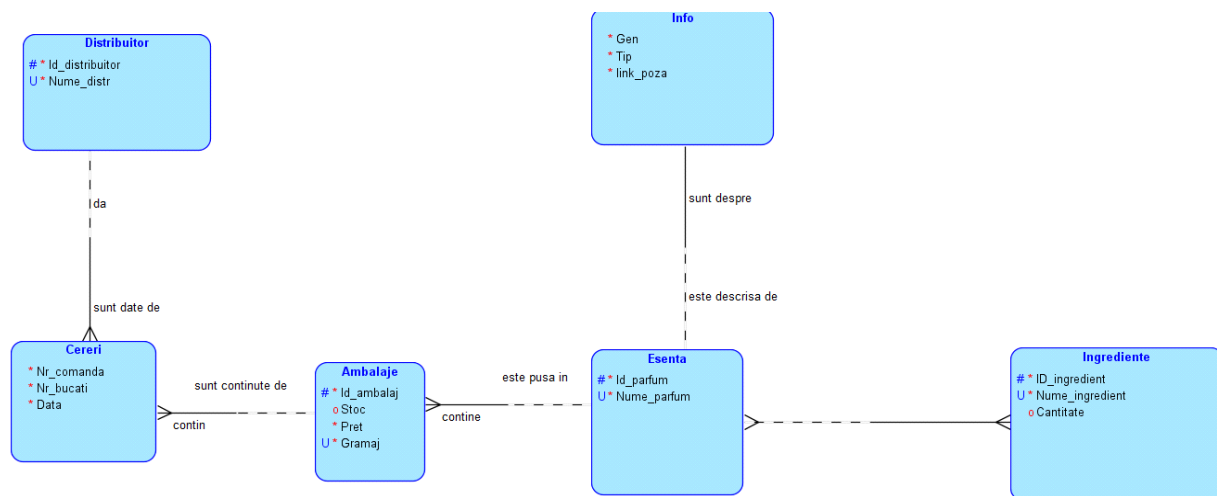 Distribuitor
# * Id_distribuitor
U * Nume_distr
Info
* Gen
* Tip
* link_poza
da
sunt despre
sunt date de
este descrisa de
Cereri
* Nr_comanda
* Nr_bucati
* Data
sunt continute de
contin
Ambalaje
# * Id_ambalaj
o Stoc
* Pret
U * Gramaj
este pusa in
contine
Esenta
# * Id_parfum
U * Nume_parfum
Ingrediente
# * ID_ingredient
U * Nume_ingredient
o Cantitate